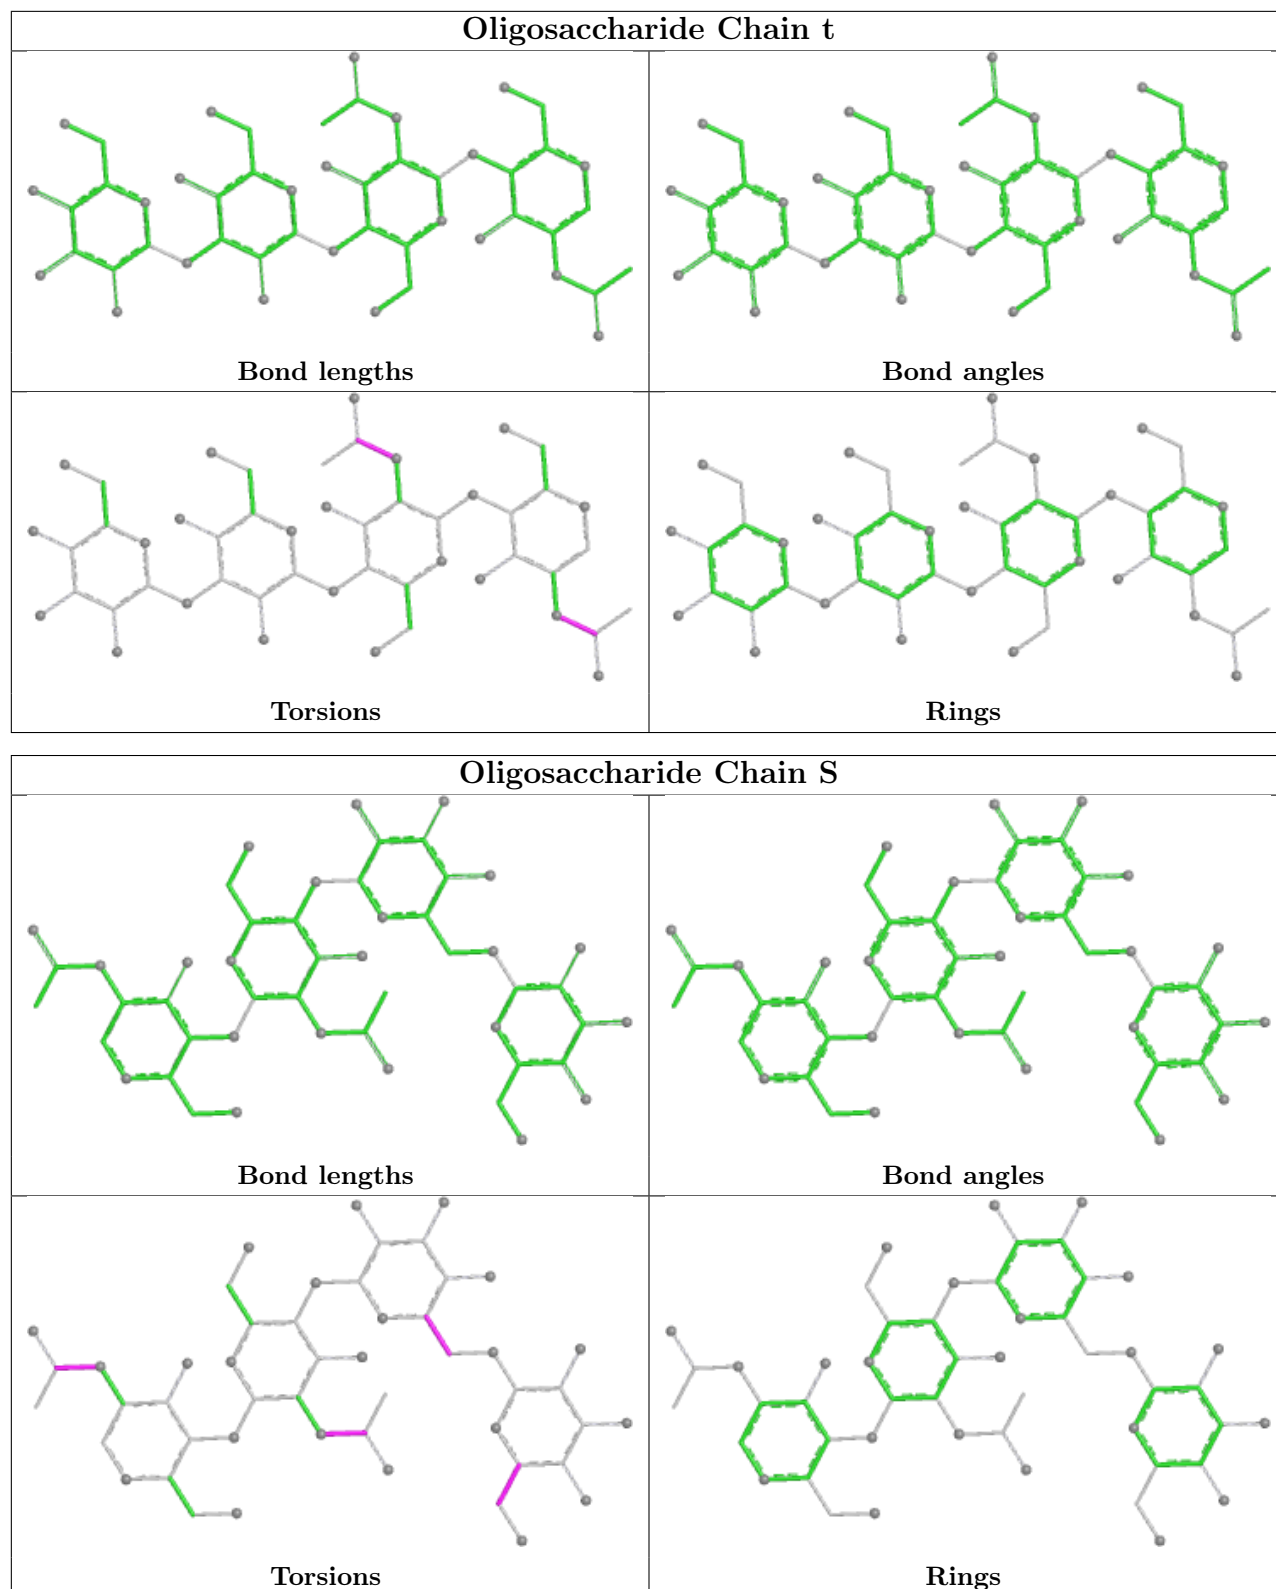 Oligosaccharide Chain t
Bond lengths
Bond angles
Torsions
Rings
Oligosaccharide Chain S
Bond lengths
Bond angles
Torsions
Rings